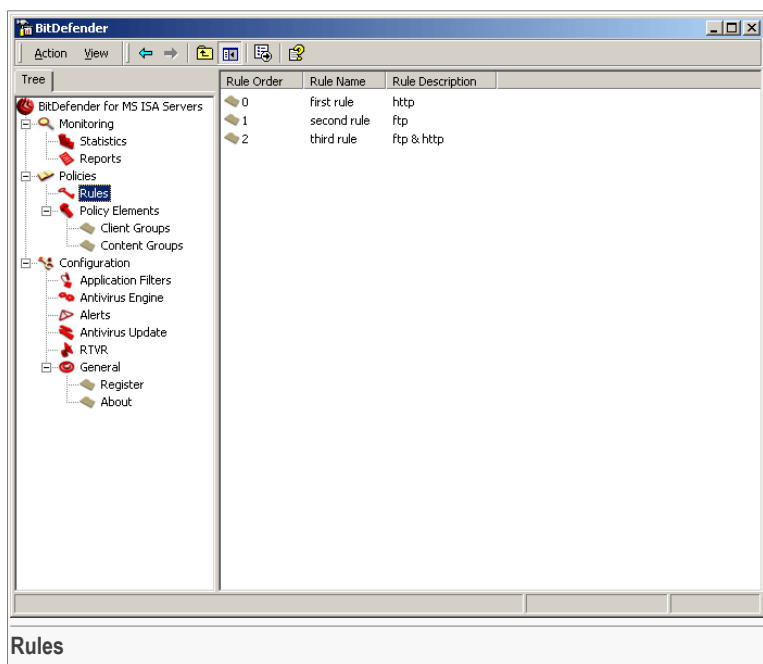 BitDefender
Action View
Tree
BitDefender for MS ISA Servers
Monitoring
Statistics
Reports
Policies
Rules
Policy Elements
Client Groups
Content Groups
Configuration
Application Filters
Antivirus Engine
Alerts
Antivirus Update
RTVR
General
Register
About
Rule Order Rule Name Rule Description
0 first rule http
1 second rule ftp
2 third rule ftp & http
Rules